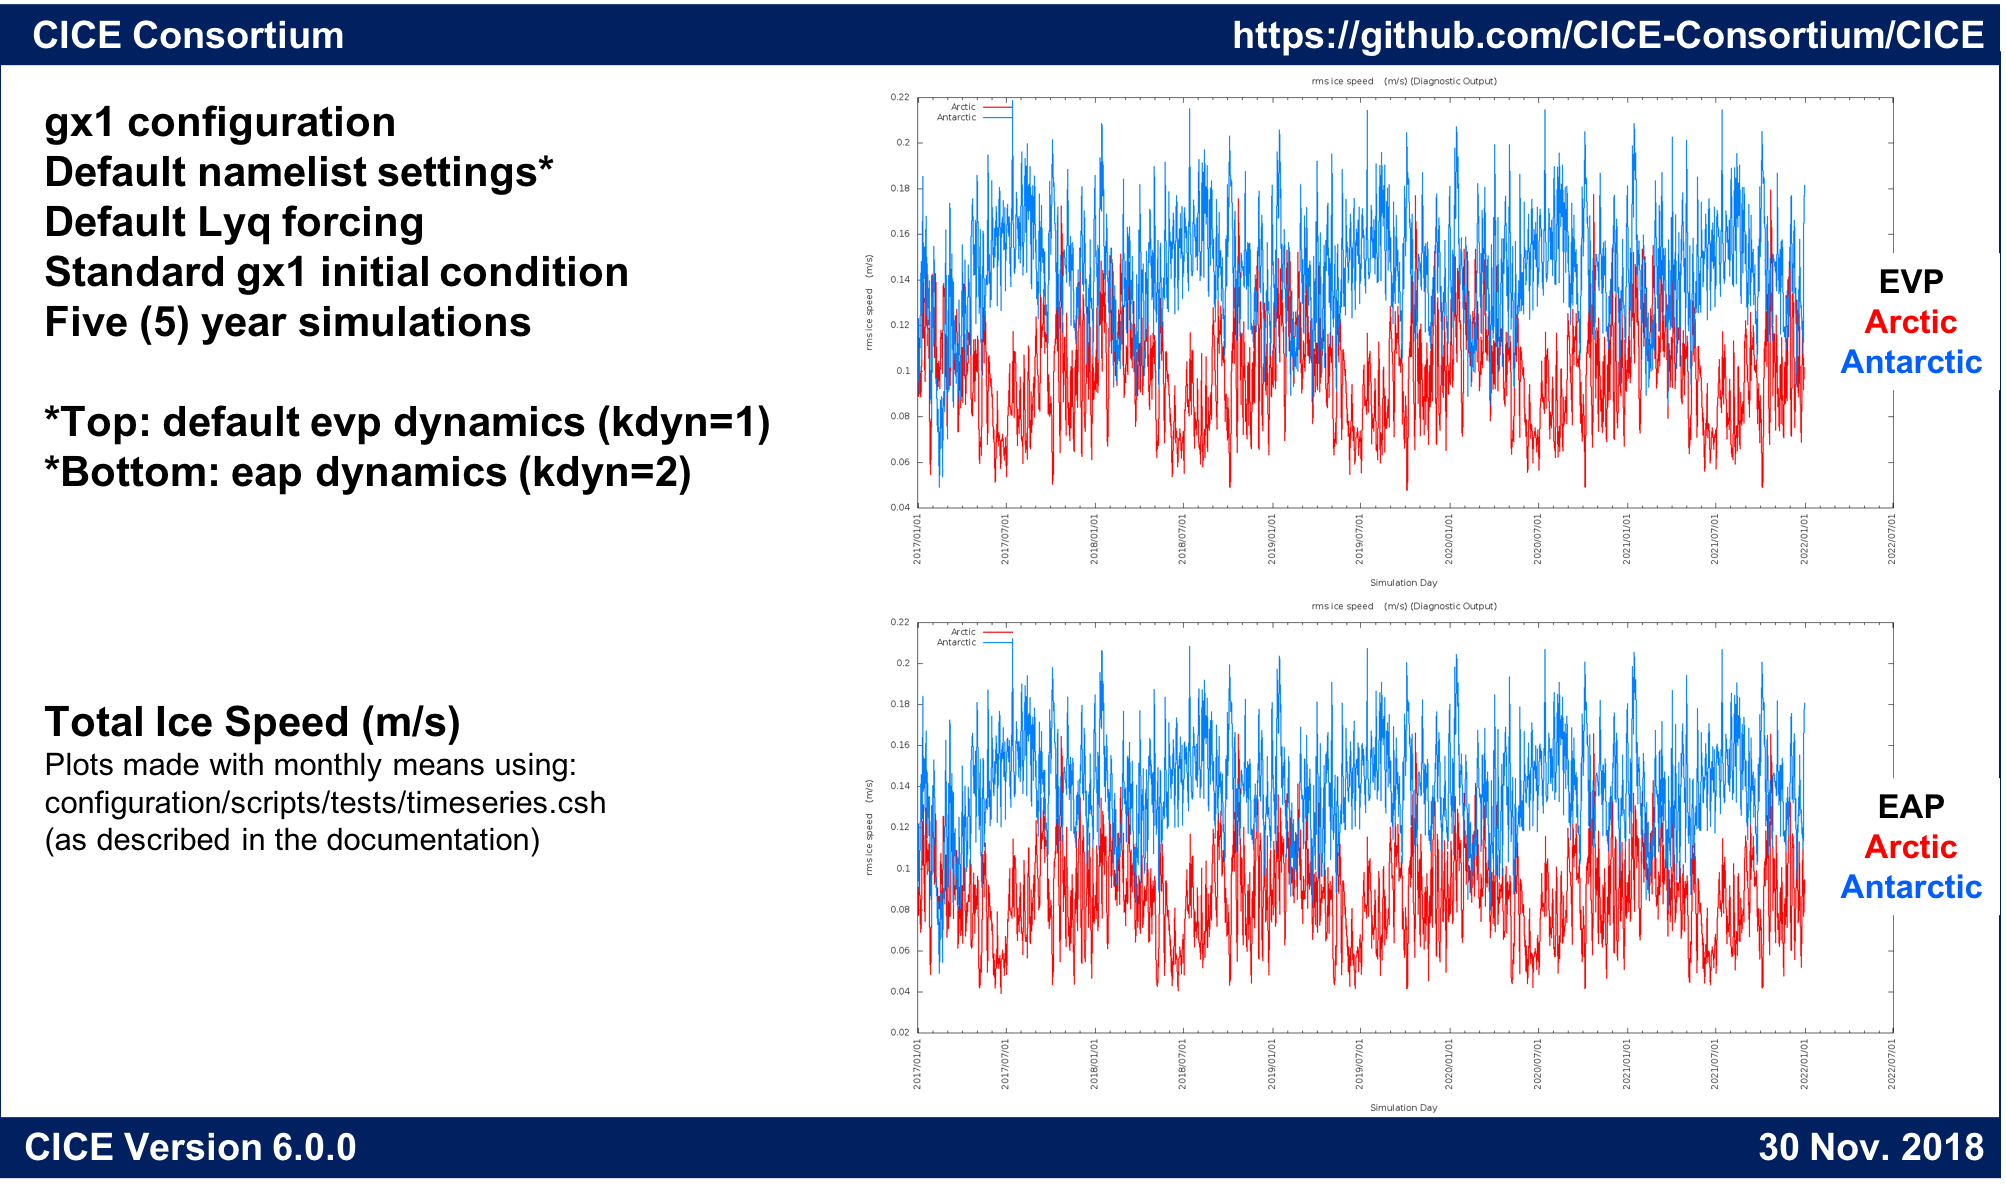 CICE Consortium
https://github.com/CICE-Consortium/CICE
gx1 configuration
Default namelist settings*
Default Lyq forcing
Standard gx1 initial condition
Five (5) year simulations
*Top: default evp dynamics (kdyn=1)
*Bottom: eap dynamics (kdyn=2)
Total Ice Speed (m/s)
Plots made with monthly means using:
configuration/scripts/tests/timeseries.csh
(as described in the documentation)
rms ice speed (m/s) (Diagnostic Output)
Arctic
Antarctic
rms ice speed (m/s)
0.22
0.2
0.18
0.16
0.14
0.12
0.1
0.08
0.06
0.04
2017/01/01
2017/07/01
2018/01/01
2018/07/01
2019/01/01
2019/07/01
2020/01/01
2020/07/01
2021/01/01
2021/07/01
2022/01/01
2022/07/01
Simulation Day
EVP
Arctic
Antarctic
rms ice speed (m/s) (Diagnostic Output)
Arctic
Antarctic
rms ice speed (m/s)
0.22
0.2
0.18
0.16
0.14
0.12
0.1
0.08
0.06
0.04
0.02
2017/01/01
2017/07/01
2018/01/01
2018/07/01
2019/01/01
2019/07/01
2020/01/01
2020/07/01
2021/01/01
2021/07/01
2022/01/01
2022/07/01
Simulation Day
EAP
Arctic
Antarctic
CICE Version 6.0.0
30 Nov. 2018